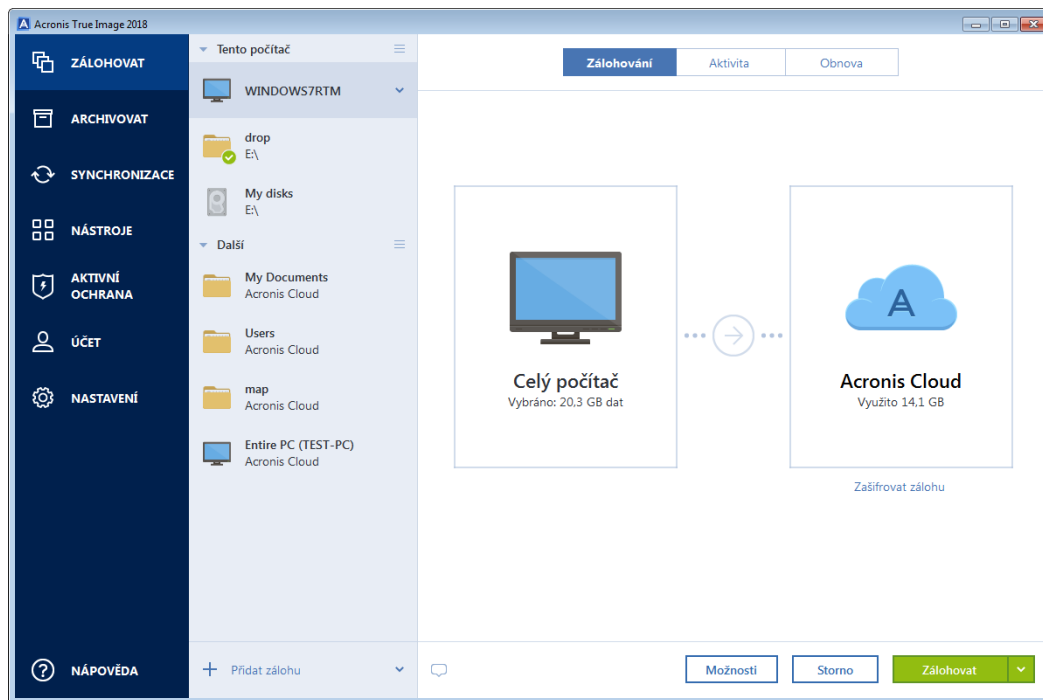 Acronis True Image 2018
ZÁLOHOVAT
ARCHIVOVAT
SYNCHRONIZACE
NÁSTROJE
AKTIVNÍ
OCHRANA
ÚČET
NASTAVENÍ
NÁPOVĚDA
Tento počítač
WINDOWS7RTM
drop
E:\
My disks
E:\
Další
My Documents
Acronis Cloud
Users
Acronis Cloud
map
Acronis Cloud
Entire PC (TEST-PC)
Acronis Cloud
Přidat zálohu
Zálohování
Aktivita
Obnova
Celý počítač
Vybráno: 20,3 GB dat
Acronis Cloud
Využito 14,1 GB
Zašifrovat zálohu
Možnosti
Storno
Zálohovat